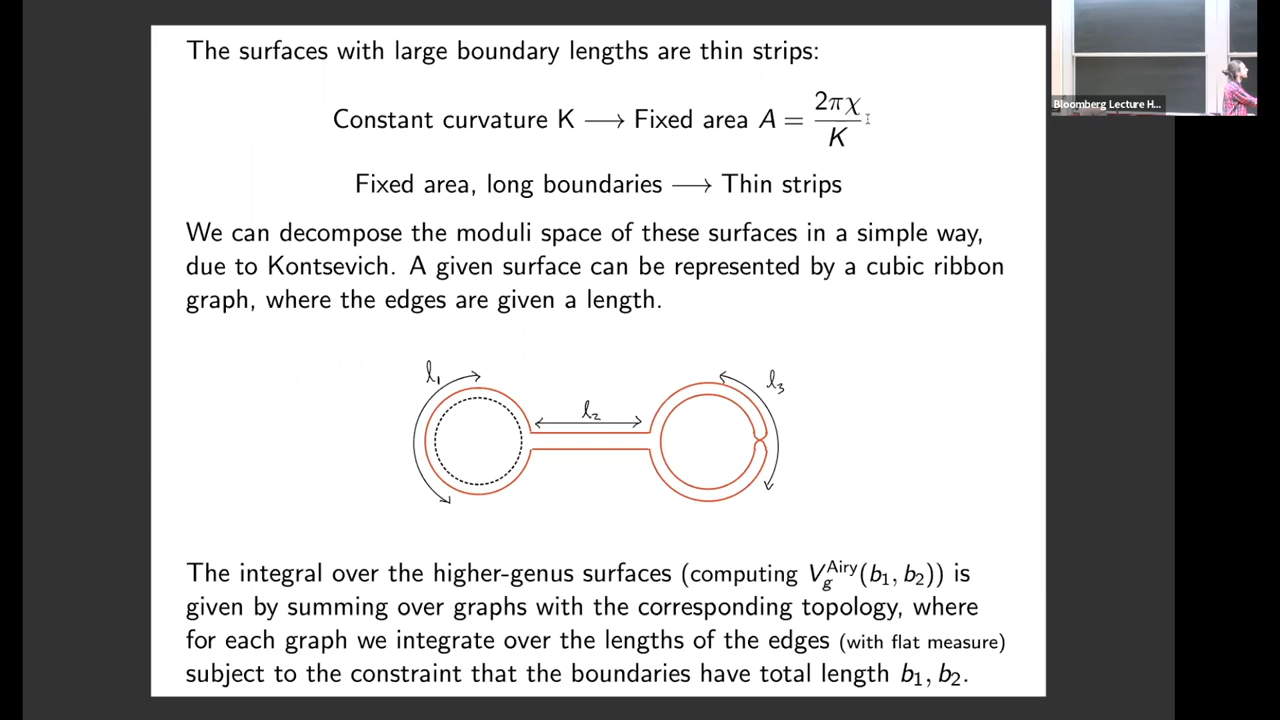 The surfaces with large boundary lengths are thin strips:
Constant curvature K ⟶ Fixed area A = 2πχ / K
Fixed area, long boundaries ⟶ Thin strips
We can decompose the moduli space of these surfaces in a simple way,
due to Kontsevich. A given surface can be represented by a cubic ribbon
graph, where the edges are given a length.
l₁
l₂
l₃
The integral over the higher-genus surfaces (computing V_g^Airy(b₁, b₂)) is
given by summing over graphs with the corresponding topology, where
for each graph we integrate over the lengths of the edges (with flat measure)
subject to the constraint that the boundaries have total length b₁, b₂.
Bloomberg Lecture H...